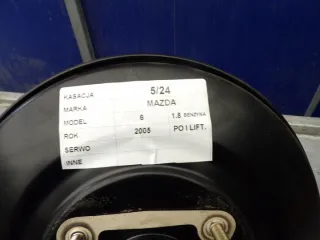 KASACJA 5/24
MARKA MAZDA
MODEL 6 1.8 BENZYNA
ROK 2005 PO LIFT.
SERWO
INNE